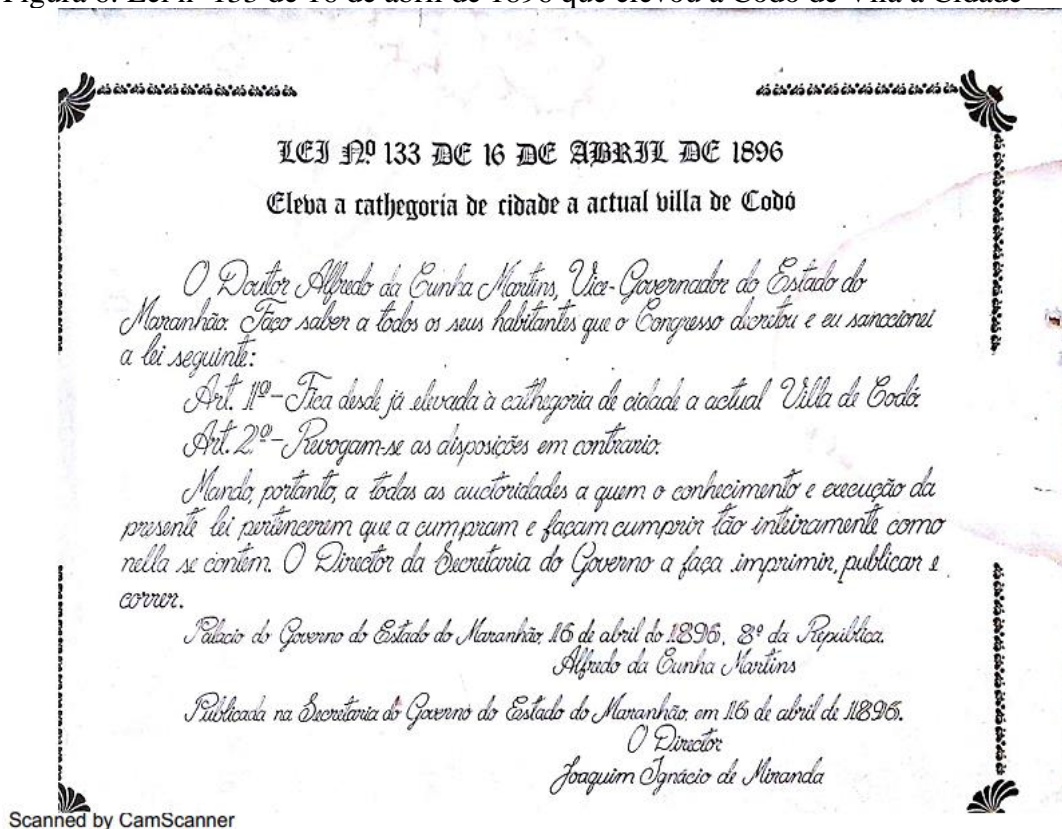 Figura 6: Lei nº 133 de 16 de abril de 1896 que elevou a Codó de Vila a Cidade
LEI Nº 133 DE 16 DE ABRIL DE 1896
Eleva a cathegoria de cidade a actual villa de Codó
O Doutor Alfredo da Cunha Martins, Vice-Governador do Estado do
Maranhão. Faço saber a todos os seus habitantes que o Congresso decretou e eu sanccionei
a lei seguinte:
Art. 1º - Fica desde já elevada à cathegoria de cidade a actual Villa de Codó.
Art. 2º - Revogam-se as disposições em contrario.
Mando, portanto, a todas as auctoridades a quem o conhecimento e execução da
presente lei pertencerem que a cumpram e façam cumprir tão inteiramente como
nella se contém. O Director da Secretaria do Governo a faça imprimir, publicar e
correr.
Palacio do Governo do Estado do Maranhão, 16 de abril do 1896, 8º da República.
Alfredo da Cunha Martins
Publicada na Secretaria do Governo do Estado do Maranhão, em 16 de abril de 1896.
O Director
Joaquim Ignácio de Miranda
Scanned by CamScanner